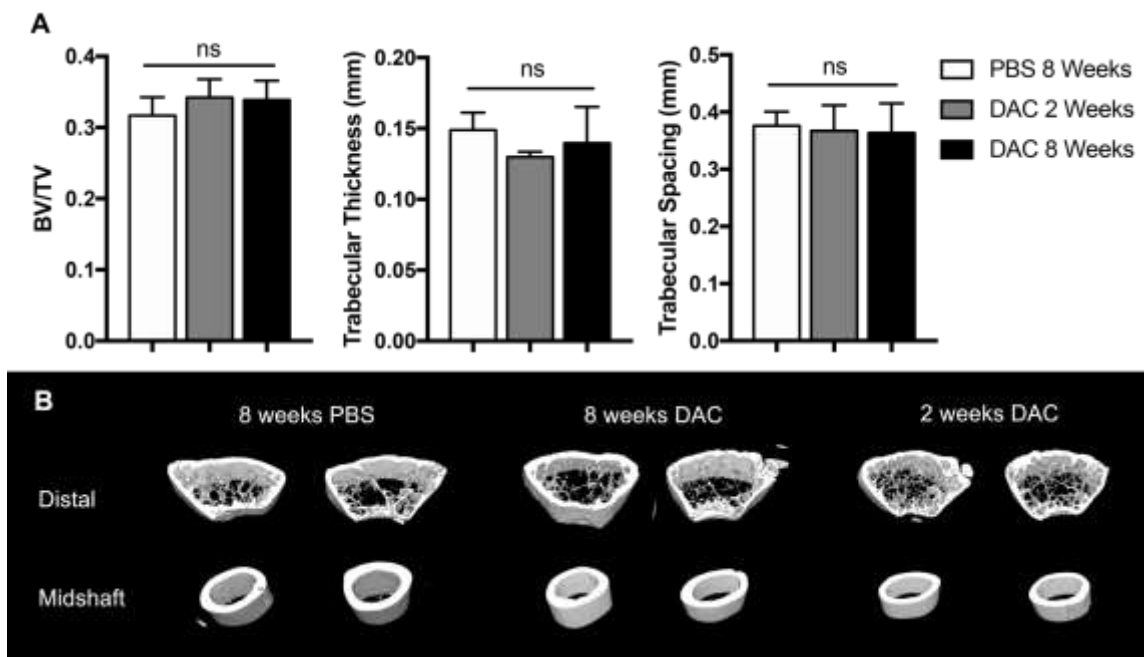 A
BV/TV
0.4
0.3
0.2
0.1
0.0
ns
Trabecular Thickness (mm)
0.20
0.15
0.10
0.05
0.00
ns
Trabecular Spacing (mm)
0.5
0.4
0.3
0.2
0.1
0.0
ns
PBS 8 Weeks
DAC 2 Weeks
DAC 8 Weeks
B
8 weeks PBS
8 weeks DAC
2 weeks DAC
Distal
Midshaft